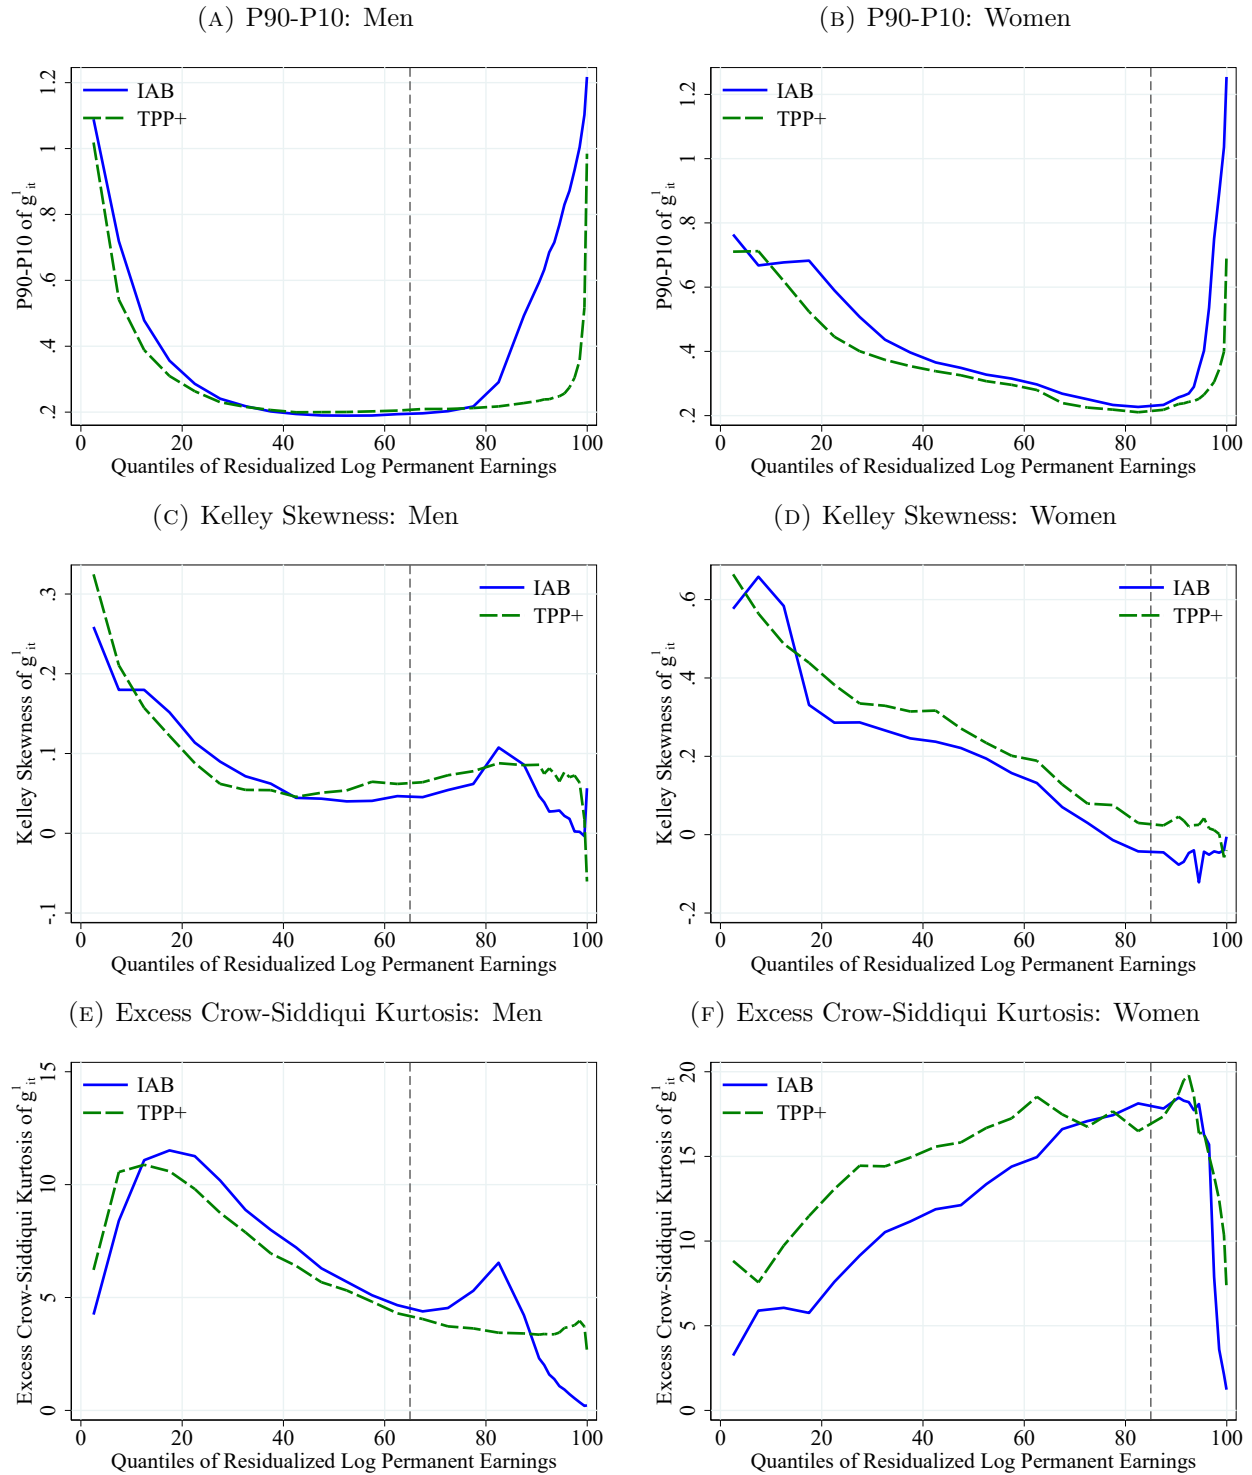 (A) P90-P10: Men
P90-P10 of g¹it
1.2
1
.8
.6
.4
.2
IAB
TPP+
0 20 40 60 80 100
Quantiles of Residualized Log Permanent Earnings
(B) P90-P10: Women
P90-P10 of g¹it
1.2
1
.8
.6
.4
.2
IAB
TPP+
0 20 40 60 80 100
Quantiles of Residualized Log Permanent Earnings
(C) Kelley Skewness: Men
Kelley Skewness of g¹it
.3
.2
.1
0
-.1
IAB
TPP+
0 20 40 60 80 100
Quantiles of Residualized Log Permanent Earnings
(D) Kelley Skewness: Women
Kelley Skewness of g¹it
.6
.4
.2
0
-.2
IAB
TPP+
0 20 40 60 80 100
Quantiles of Residualized Log Permanent Earnings
(E) Excess Crow-Siddiqui Kurtosis: Men
Excess Crow-Siddiqui Kurtosis of g¹it
15
10
5
0
IAB
TPP+
0 20 40 60 80 100
Quantiles of Residualized Log Permanent Earnings
(F) Excess Crow-Siddiqui Kurtosis: Women
Excess Crow-Siddiqui Kurtosis of g¹it
20
15
10
5
0
IAB
TPP+
0 20 40 60 80 100
Quantiles of Residualized Log Permanent Earnings